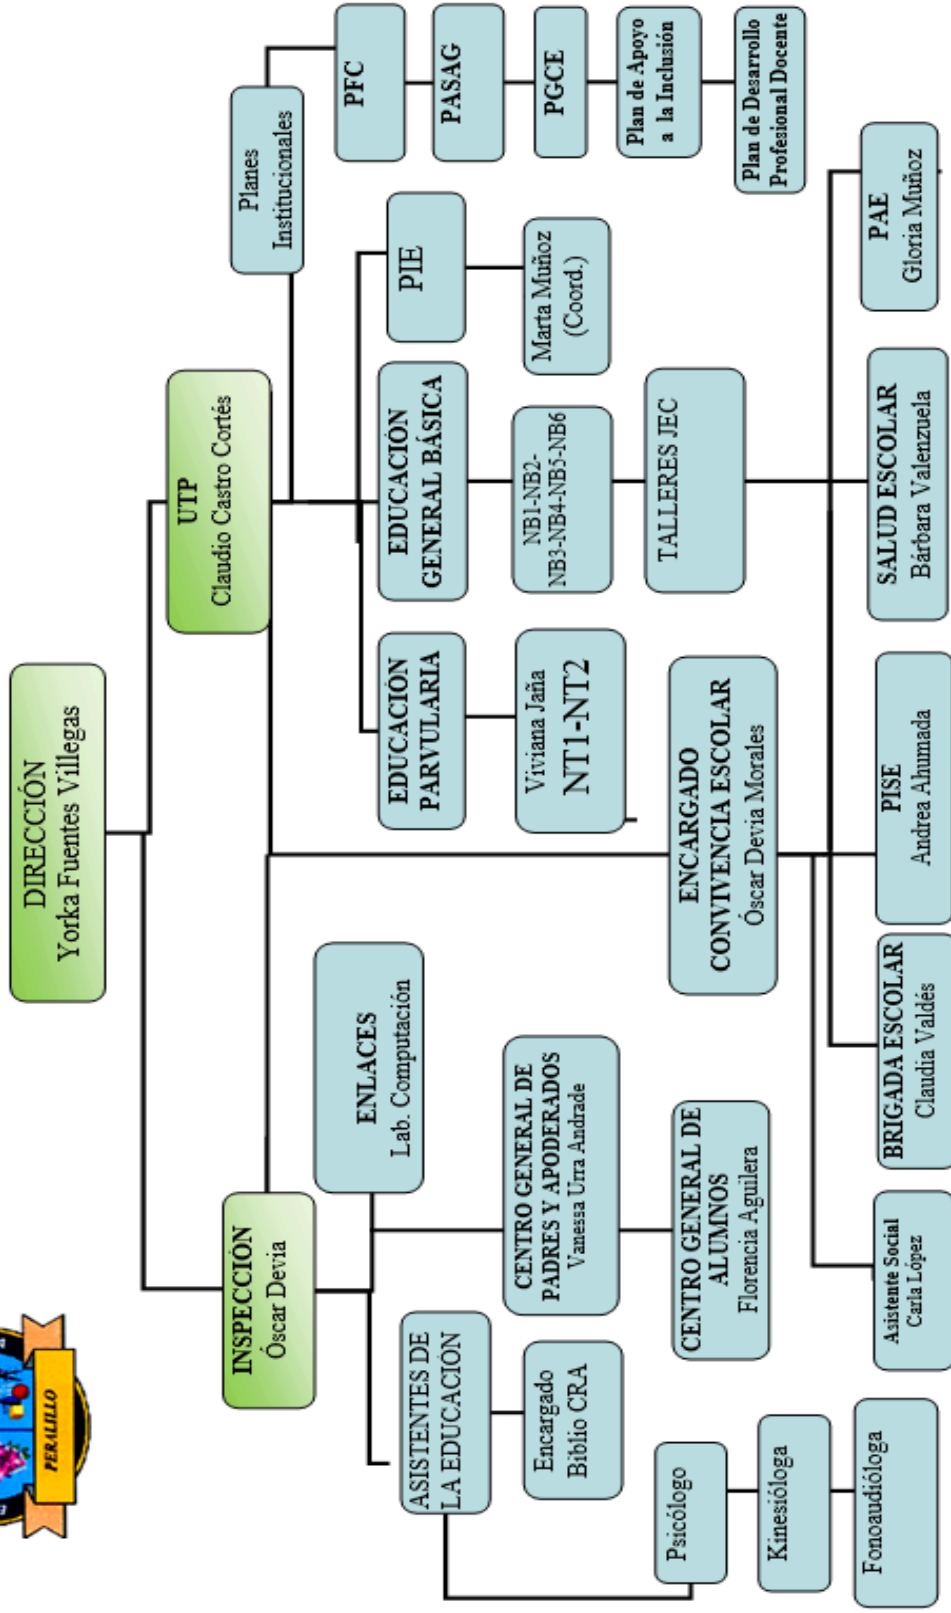 PERALILLO
DIRECCIÓN
Yorka Fuentes Villegas
INSPECCIÓN
Óscar Devia
UTP
Claudio Castro Cortés
Planes
Institucionales
PFC
PASAG
PGCE
Plan de Apoyo
a la Inclusión
Plan de Desarrollo
Profesional Docente
ENLACES
Lab. Computación
EDUCACIÓN
PARVULARIA
EDUCACIÓN
GENERAL BÁSICA
PIE
ASISTENTES DE
LA EDUCACIÓN
CENTRO GENERAL DE
PADRES Y APODERADOS
Vanessa Urra Andrade
Viviana Jaña
NT1-NT2
NB1-NB2-
NB3-NB4-NB5-NB6
Marta Muñoz
(Coord.)
Encargado
Biblio CRA
CENTRO GENERAL DE
ALUMNOS
Florencia Aguilera
ENCARGADO
CONVIVENCIA ESCOLAR
Óscar Devia Morales
TALLERES JEC
Psicólogo
Kinesióloga
Fonoaudióloga
Asistente Social
Carla López
BRIGADA ESCOLAR
Claudia Valdés
PISE
Andrea Ahumada
SALUD ESCOLAR
Bárbara Valenzuela
PAE
Gloria Muñoz